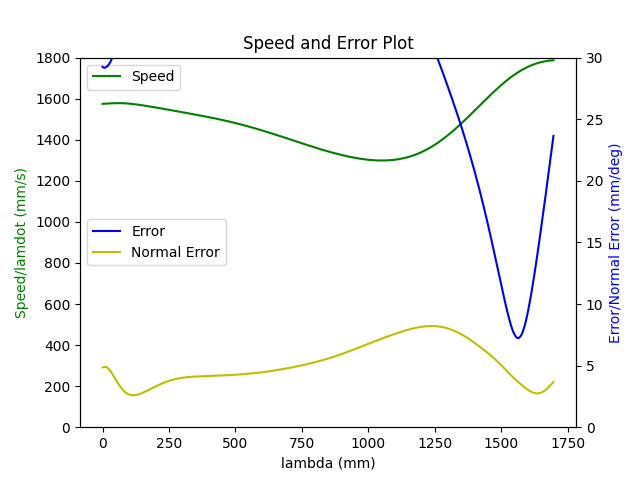 Speed and Error Plot
Speed
Error
Normal Error
1800
1600
1400
1200
1000
800
600
400
200
0
Speed/lamdot (mm/s)
30
25
20
15
10
5
0
Error/Normal Error (mm/deg)
0 250 500 750 1000 1250 1500 1750
lambda (mm)